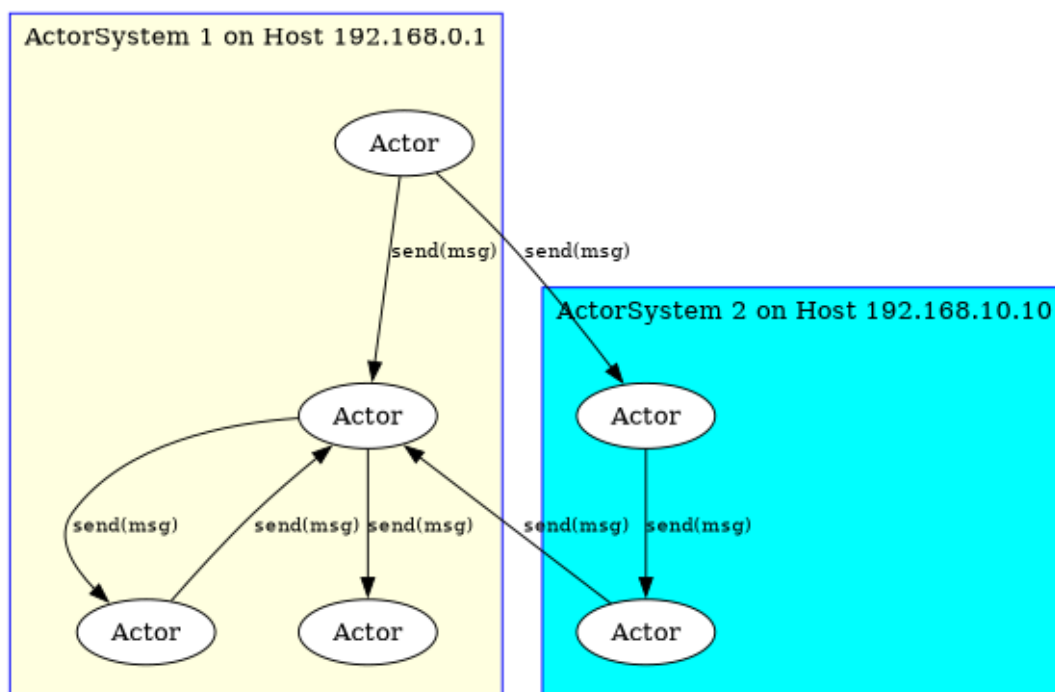 ActorSystem 1 on Host 192.168.0.1
Actor
send(msg)
send(msg)
ActorSystem 2 on Host 192.168.10.10
Actor
Actor
send(msg)
send(msg)
send(msg)
send(msg)
send(msg)
Actor
Actor
Actor